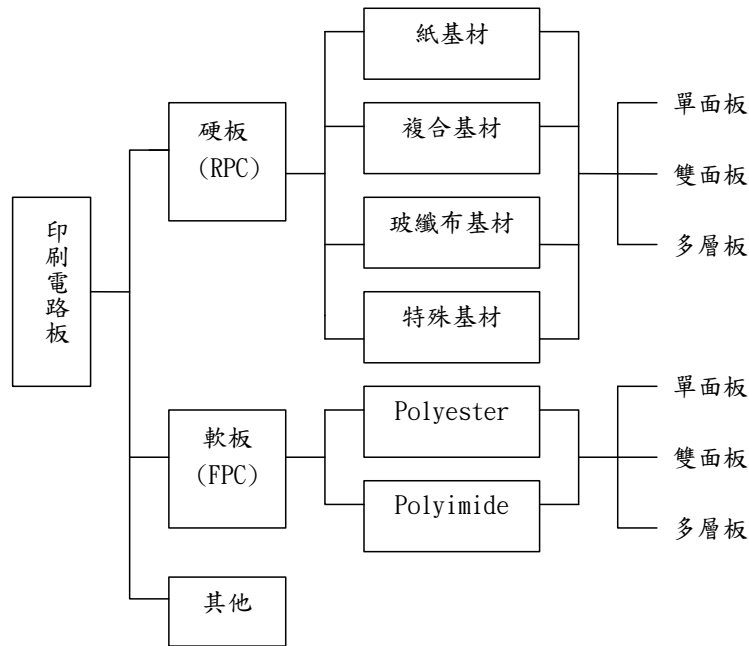 印刷電路板
硬板
(RPC)
紙基材
複合基材
玻纖布基材
特殊基材
單面板
雙面板
多層板
軟板
(FPC)
Polyester
Polyimide
單面板
雙面板
多層板
其他